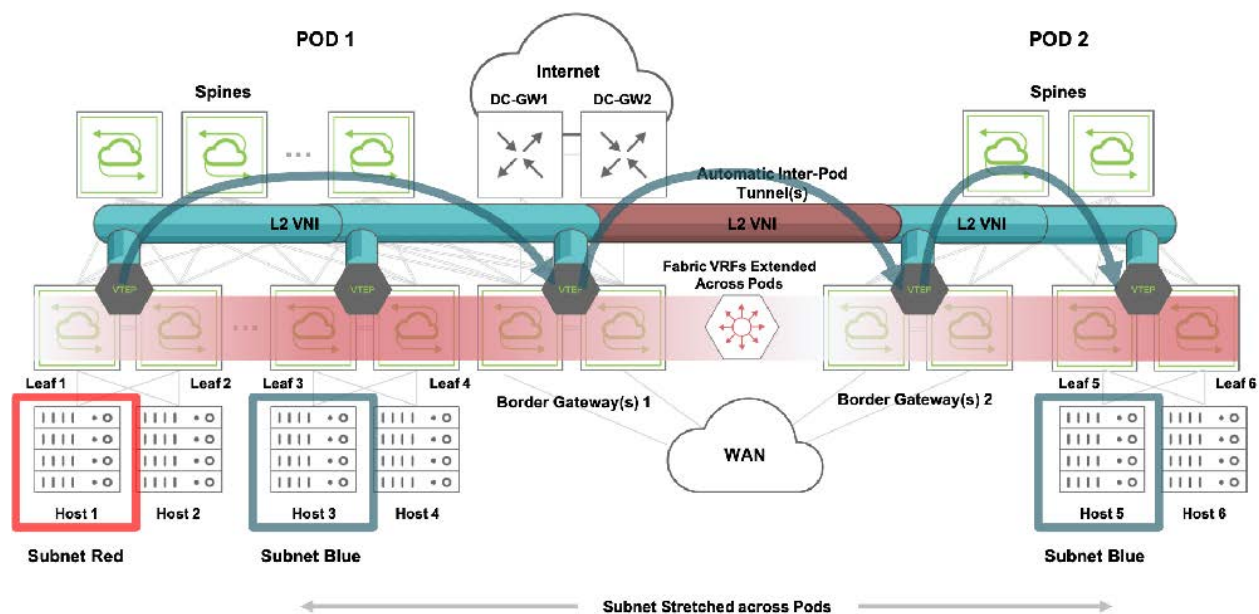 POD 1
POD 2
Internet
Spines
DC-GW1
DC-GW2
Spines
Automatic Inter-Pod
Tunnel(s)
L2 VNI
L2 VNI
L2 VNI
L2 VNI
VTEP
VTEP
VTEP
Fabric VRFs Extended
Across Pods
VTEP
VTEP
Leaf 1
Leaf 2
Leaf 3
Leaf 4
Leaf 5
Leaf 6
Border Gateway(s) 1
Border Gateway(s) 2
WAN
Host 1
Host 2
Host 3
Host 4
Host 5
Host 6
Subnet Red
Subnet Blue
Subnet Blue
Subnet Stretched across Pods